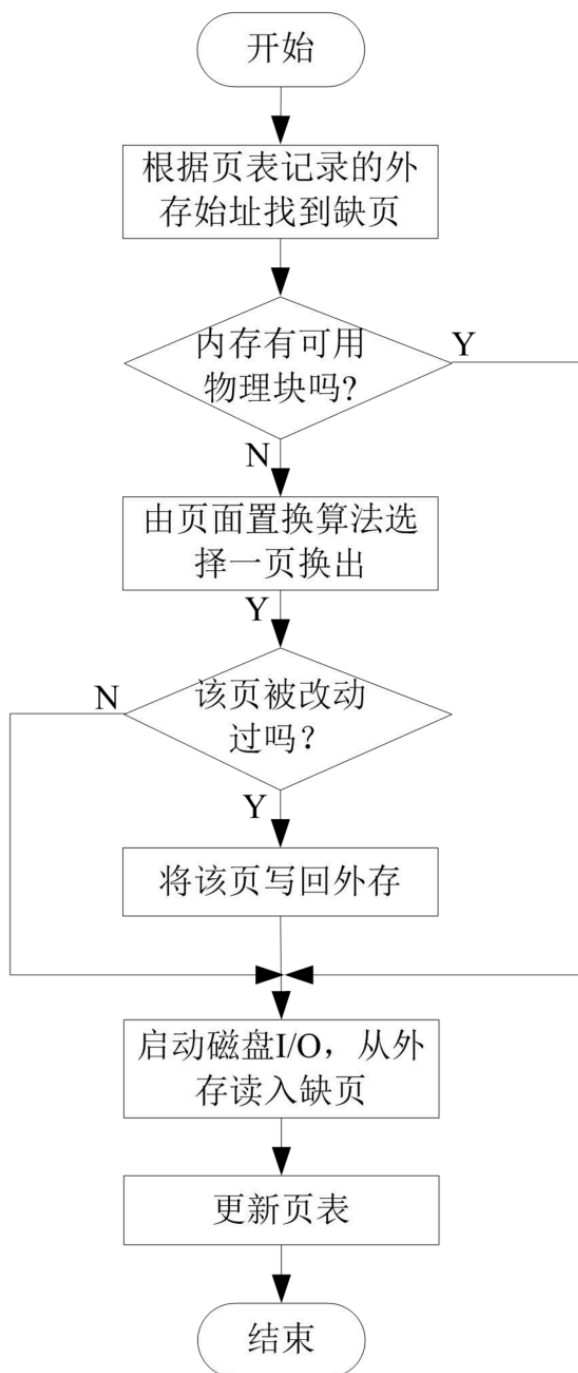 开始
根据页表记录的外
存始址找到缺页
内存有可用
物理块吗?
Y
N
由页面置换算法选
择一页换出
Y
该页被改动
过吗？
N
Y
将该页写回外存
启动磁盘I/O，从外
存读入缺页
更新页表
结束